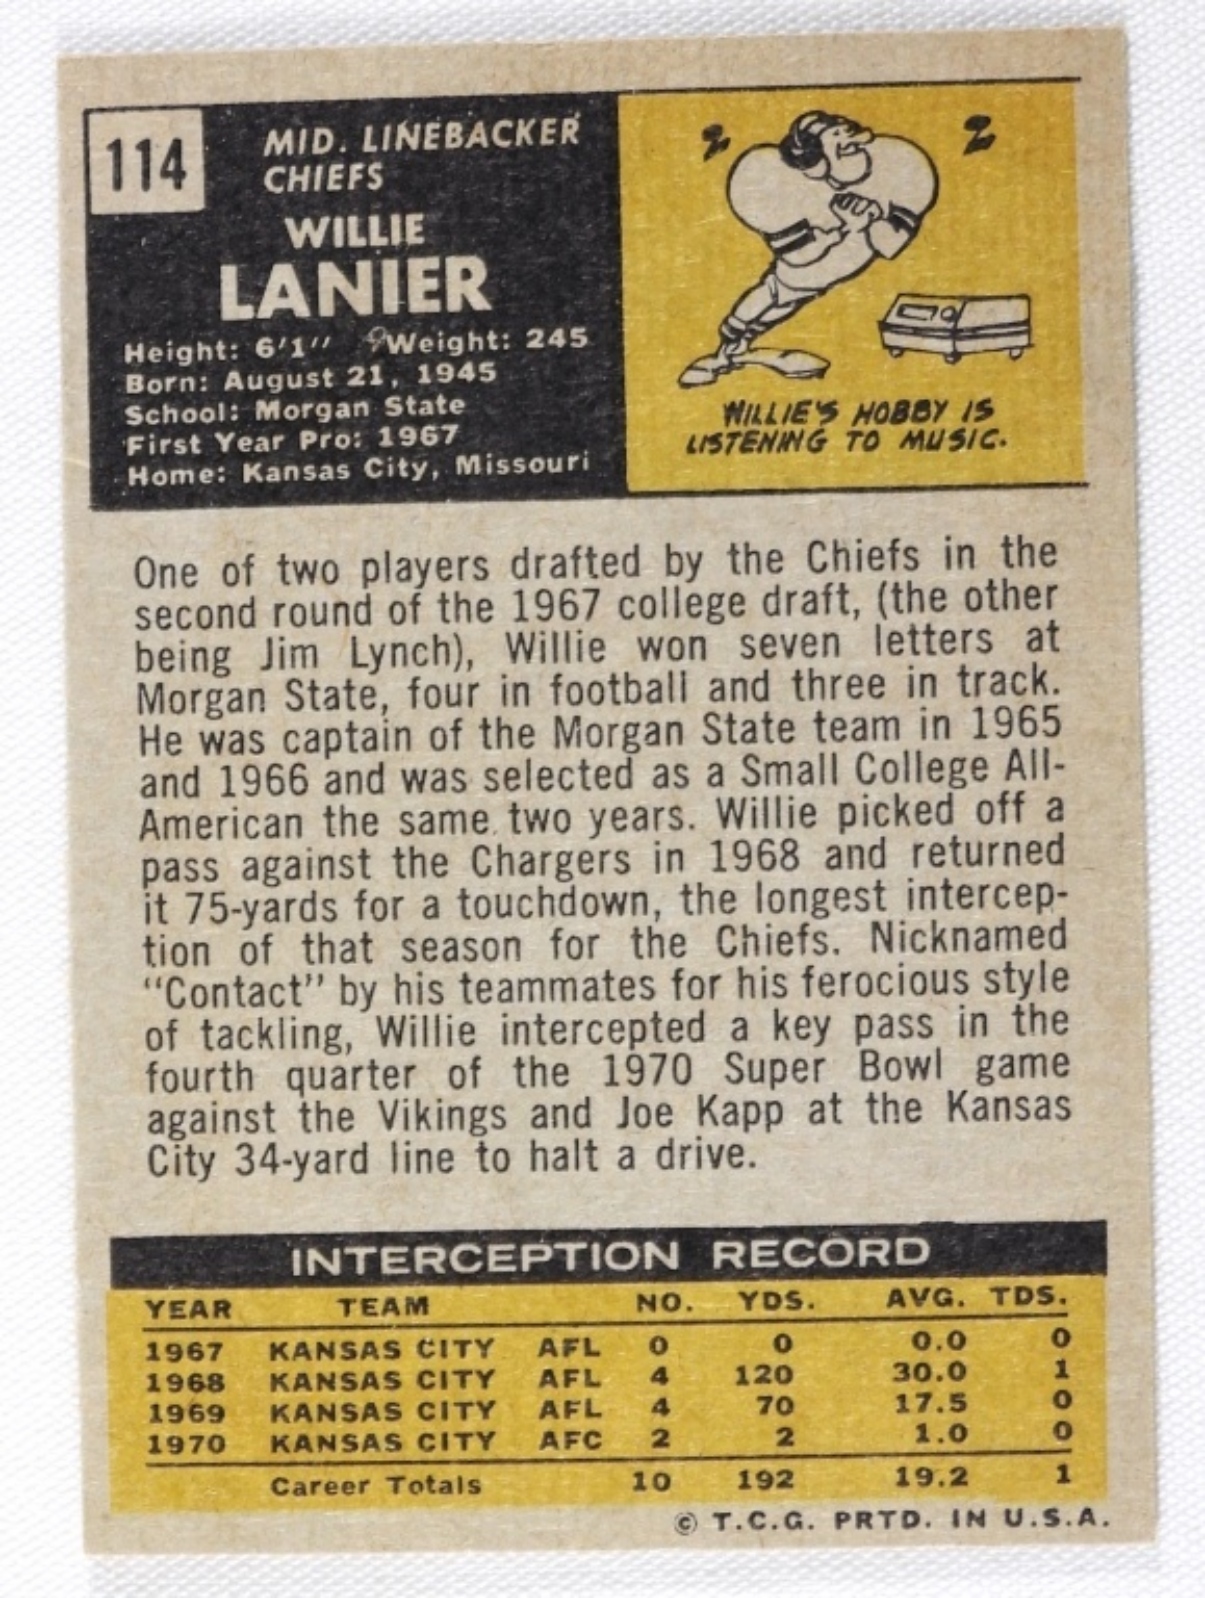 114
MID. LINEBACKER
CHIEFS
WILLIE
LANIER
Height: 6'1" Weight: 245
Born: August 21, 1945
School: Morgan State
First Year Pro: 1967
Home: Kansas City, Missouri
WILLIE'S HOBBY IS
LISTENING TO MUSIC.
One of two players drafted by the Chiefs in the
second round of the 1967 college draft, (the other
being Jim Lynch), Willie won seven letters at
Morgan State, four in football and three in track.
He was captain of the Morgan State team in 1965
and 1966 and was selected as a Small College All-
American the same two years. Willie picked off a
pass against the Chargers in 1968 and returned
it 75-yards for a touchdown, the longest intercep-
tion of that season for the Chiefs. Nicknamed
"Contact" by his teammates for his ferocious style
of tackling, Willie intercepted a key pass in the
fourth quarter of the 1970 Super Bowl game
against the Vikings and Joe Kapp at the Kansas
City 34-yard line to halt a drive.
INTERCEPTION RECORD
YEAR TEAM NO. YDS. AVG. TDS.
1967 KANSAS CITY AFL 0 0 0.0 0
1968 KANSAS CITY AFL 4 120 30.0 1
1969 KANSAS CITY AFL 4 70 17.5 0
1970 KANSAS CITY AFC 2 2 1.0 0
Career Totals 10 192 19.2 1
© T.C.G. PRTD. IN U.S.A.